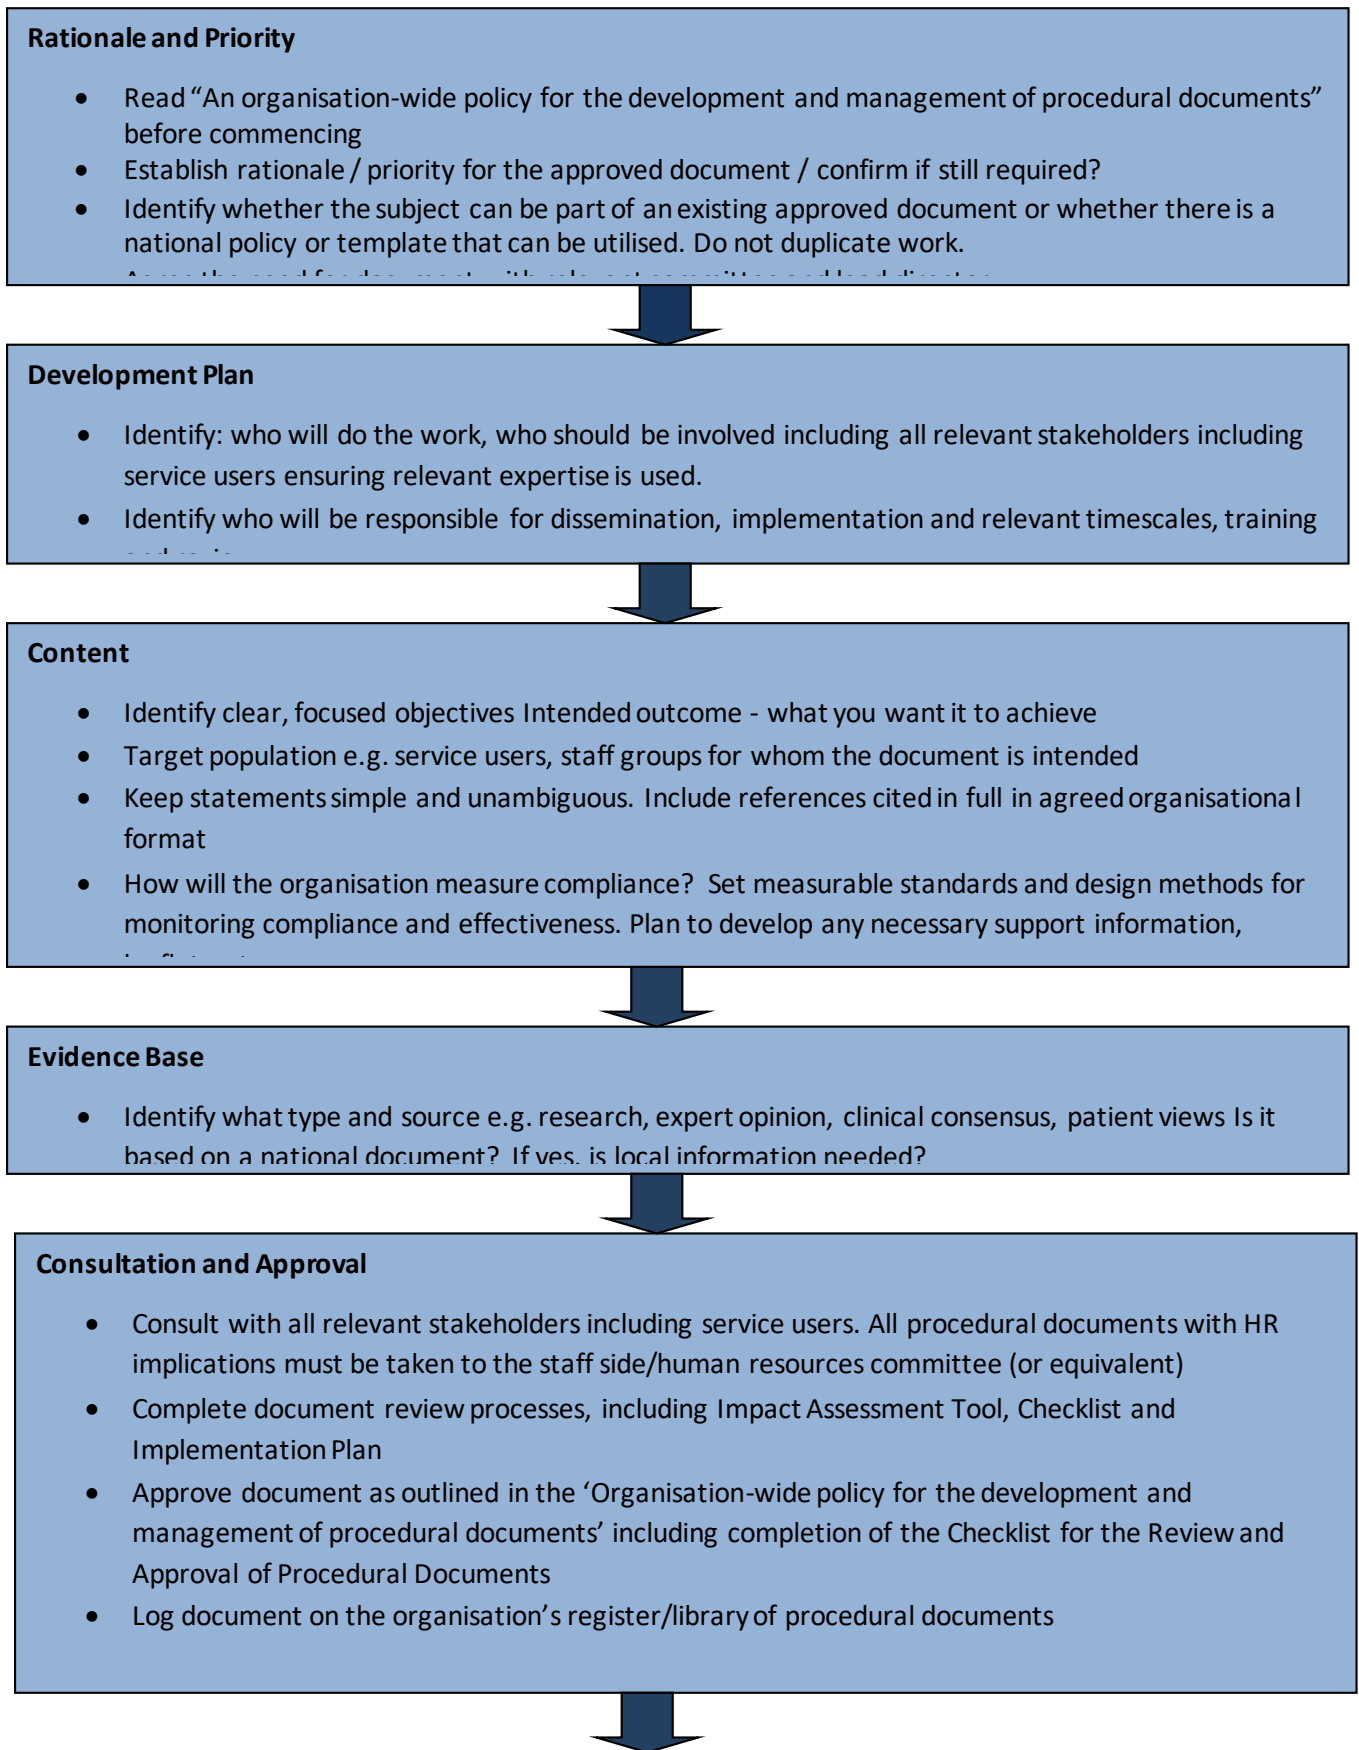 Rationale and Priority
• Read “An organisation-wide policy for the development and management of procedural documents”
before commencing
• Establish rationale / priority for the approved document / confirm if still required?
• Identify whether the subject can be part of an existing approved document or whether there is a
national policy or template that can be utilised. Do not duplicate work.
Development Plan
• Identify: who will do the work, who should be involved including all relevant stakeholders including
service users ensuring relevant expertise is used.
• Identify who will be responsible for dissemination, implementation and relevant timescales, training
Content
• Identify clear, focused objectives Intended outcome - what you want it to achieve
• Target population e.g. service users, staff groups for whom the document is intended
• Keep statements simple and unambiguous. Include references cited in full in agreed organisational
format
• How will the organisation measure compliance? Set measurable standards and design methods for
monitoring compliance and effectiveness. Plan to develop any necessary support information,
Evidence Base
• Identify what type and source e.g. research, expert opinion, clinical consensus, patient views Is it
based on a national document? If yes, is local information needed?
Consultation and Approval
• Consult with all relevant stakeholders including service users. All procedural documents with HR
implications must be taken to the staff side/human resources committee (or equivalent)
• Complete document review processes, including Impact Assessment Tool, Checklist and
Implementation Plan
• Approve document as outlined in the ‘Organisation-wide policy for the development and
management of procedural documents’ including completion of the Checklist for the Review and
Approval of Procedural Documents
• Log document on the organisation’s register/library of procedural documents